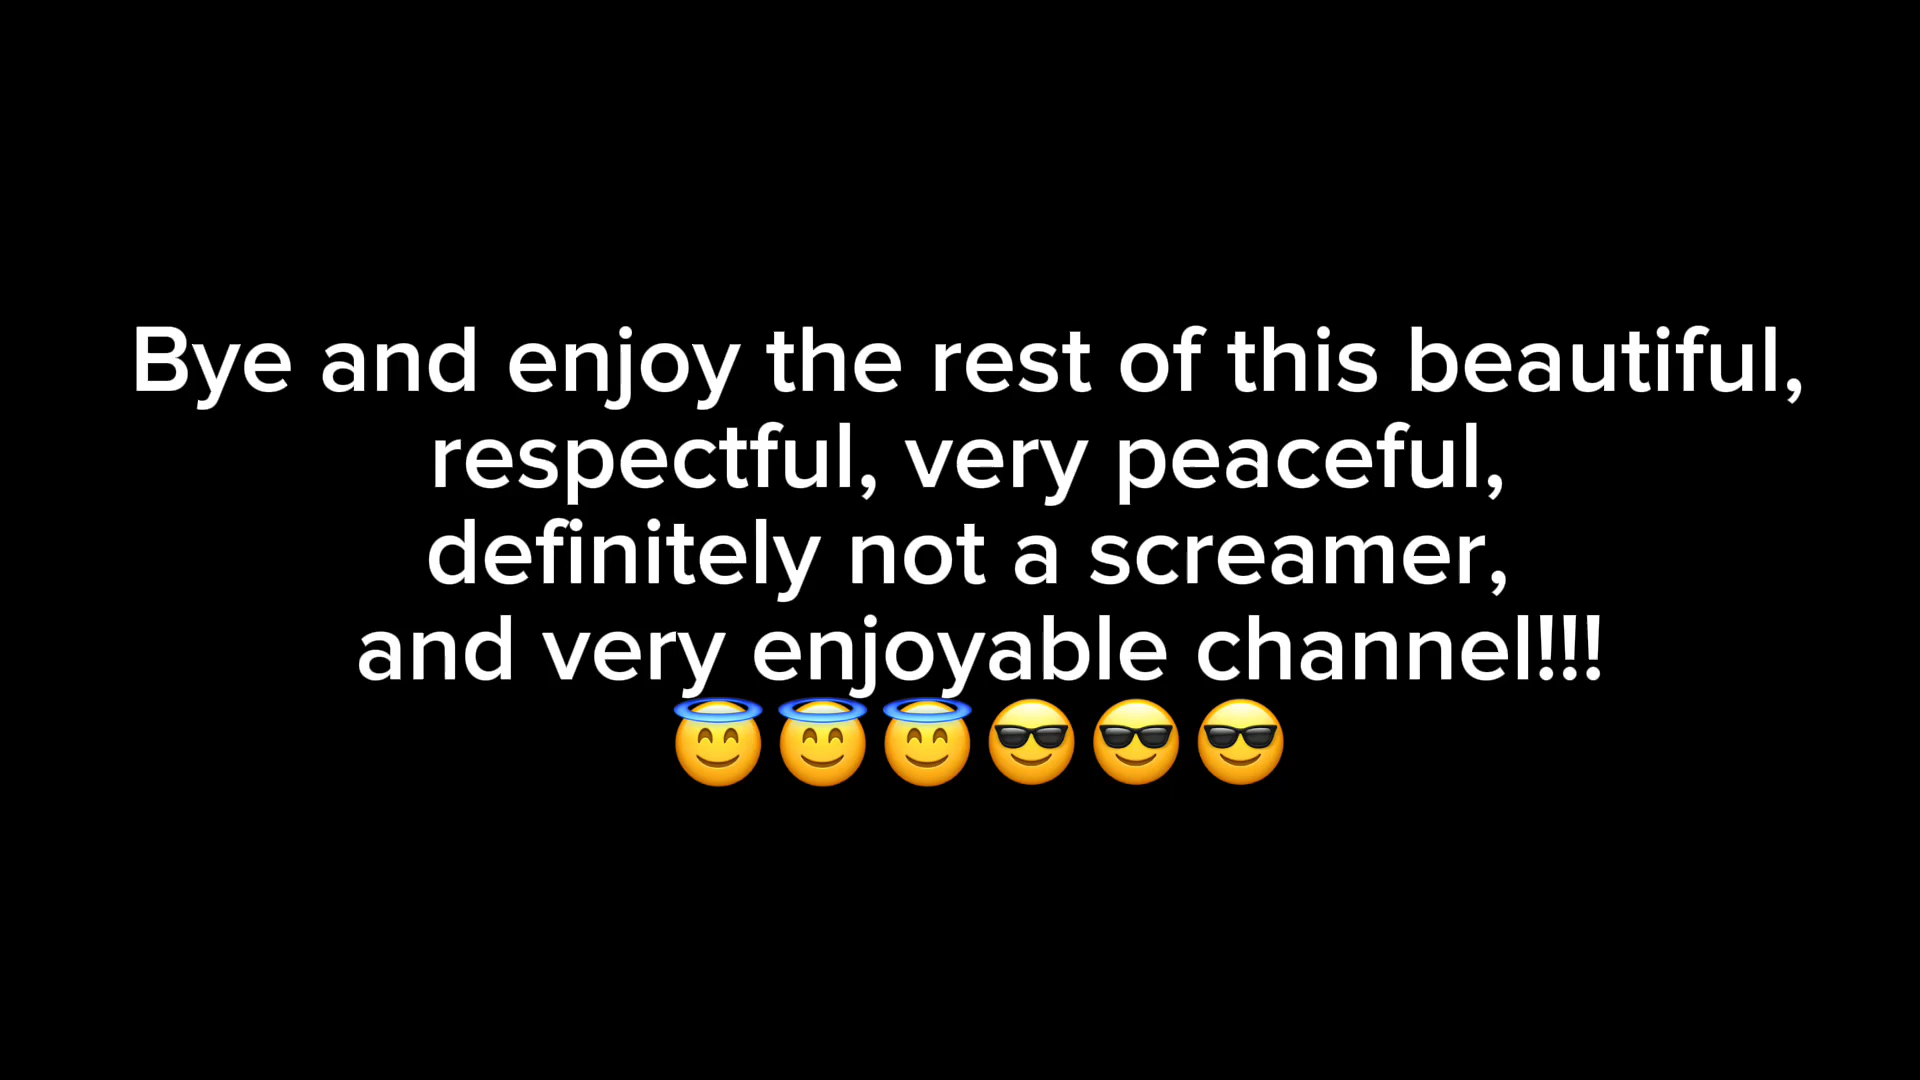 Bye and enjoy the rest of this beautiful,
respectful, very peaceful,
definitely not a screamer,
and very enjoyable channel!!!
😇😇😇😎😎😎